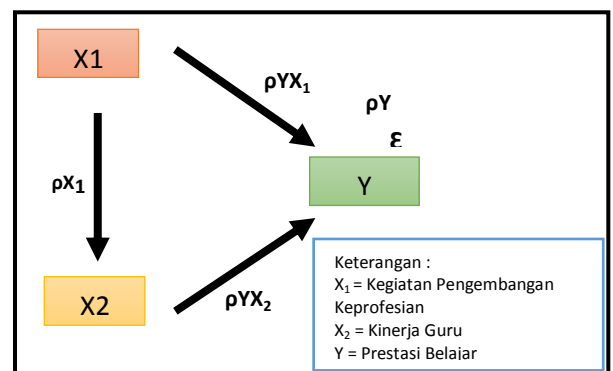 X1
ρYX₁
ρY
ε
ρX1
Y
X2
ρYX₂
Keterangan :
X₁ = Kegiatan Pengembangan
Keprofesian
X₂ = Kinerja Guru
Y = Prestasi Belajar